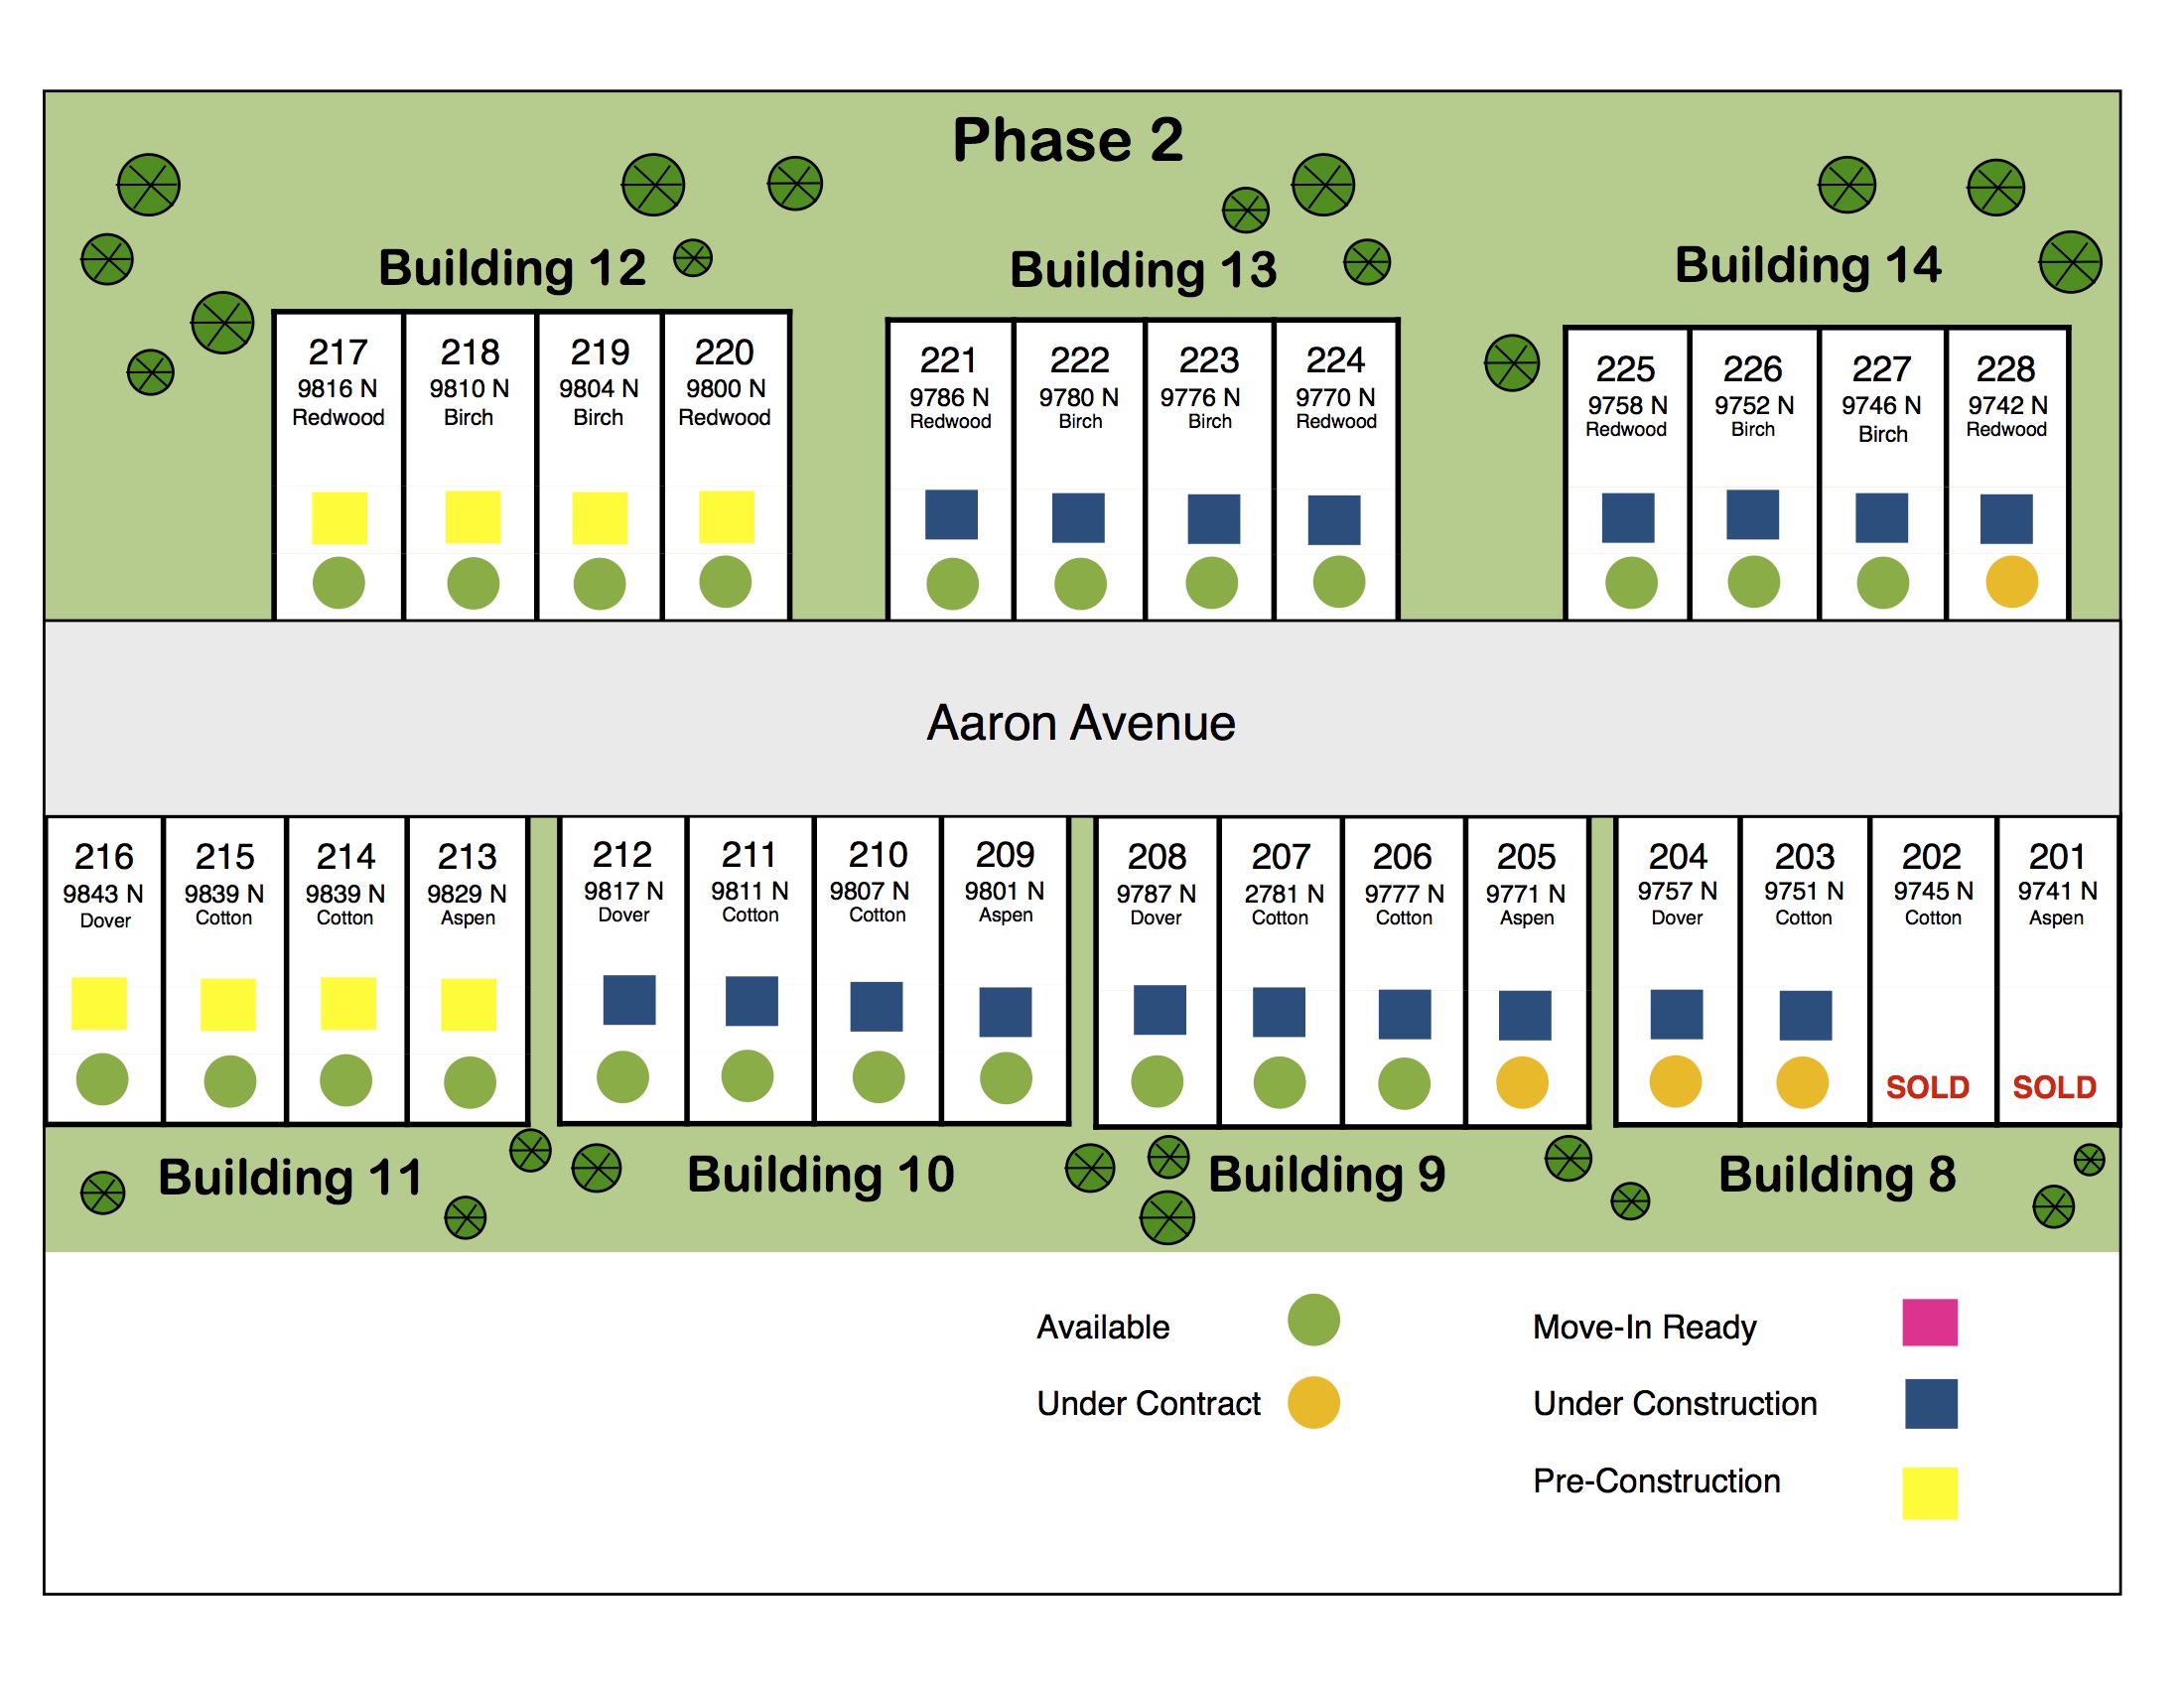 Phase 2
Building 12
Building 13
Building 14
217
9816 N
Redwood
218
9810 N
Birch
219
9804 N
Birch
220
9800 N
Redwood
221
9786 N
Redwood
222
9780 N
Birch
223
9776 N
Birch
224
9770 N
Redwood
225
9758 N
Redwood
226
9752 N
Birch
227
9746 N
Birch
228
9742 N
Redwood
Aaron Avenue
216
9843 N
Dover
215
9839 N
Cotton
214
9839 N
Cotton
213
9829 N
Aspen
212
9817 N
Dover
211
9811 N
Cotton
210
9807 N
Cotton
209
9801 N
Aspen
208
9787 N
Dover
207
2781 N
Cotton
206
9777 N
Cotton
205
9771 N
Aspen
204
9757 N
Dover
203
9751 N
Cotton
202
9745 N
Cotton
SOLD
201
9741 N
Aspen
SOLD
Building 11
Building 10
Building 9
Building 8
Available
Under Contract
Move-In Ready
Under Construction
Pre-Construction